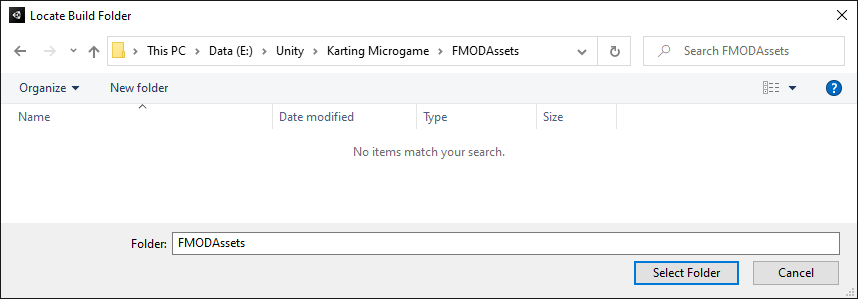 Locate Build Folder
This PC > Data (E:) > Unity > Karting Microgame > FMODAssets
Search FMODAssets
Organize
New folder
?
Name
Date modified
Type
Size
No items match your search.
Folder: FMODAssets
Select Folder
Cancel